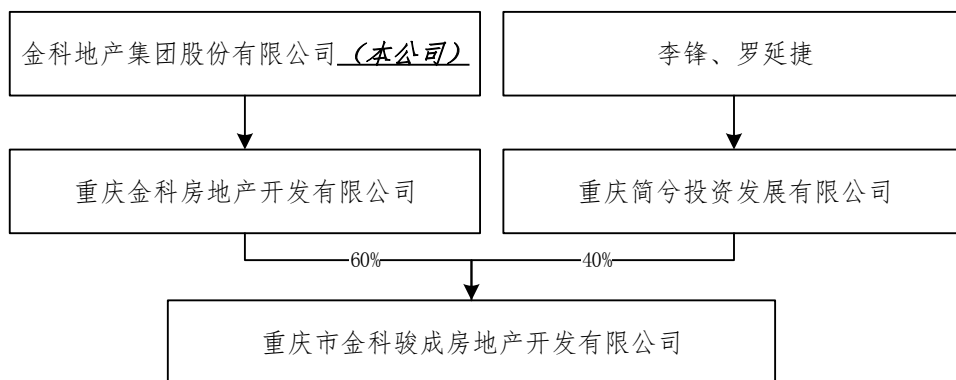 金科地产集团股份有限公司（本公司）
李锋、罗延捷
重庆金科房地产开发有限公司
重庆简兮投资发展有限公司
60%
40%
重庆市金科骏成房地产开发有限公司